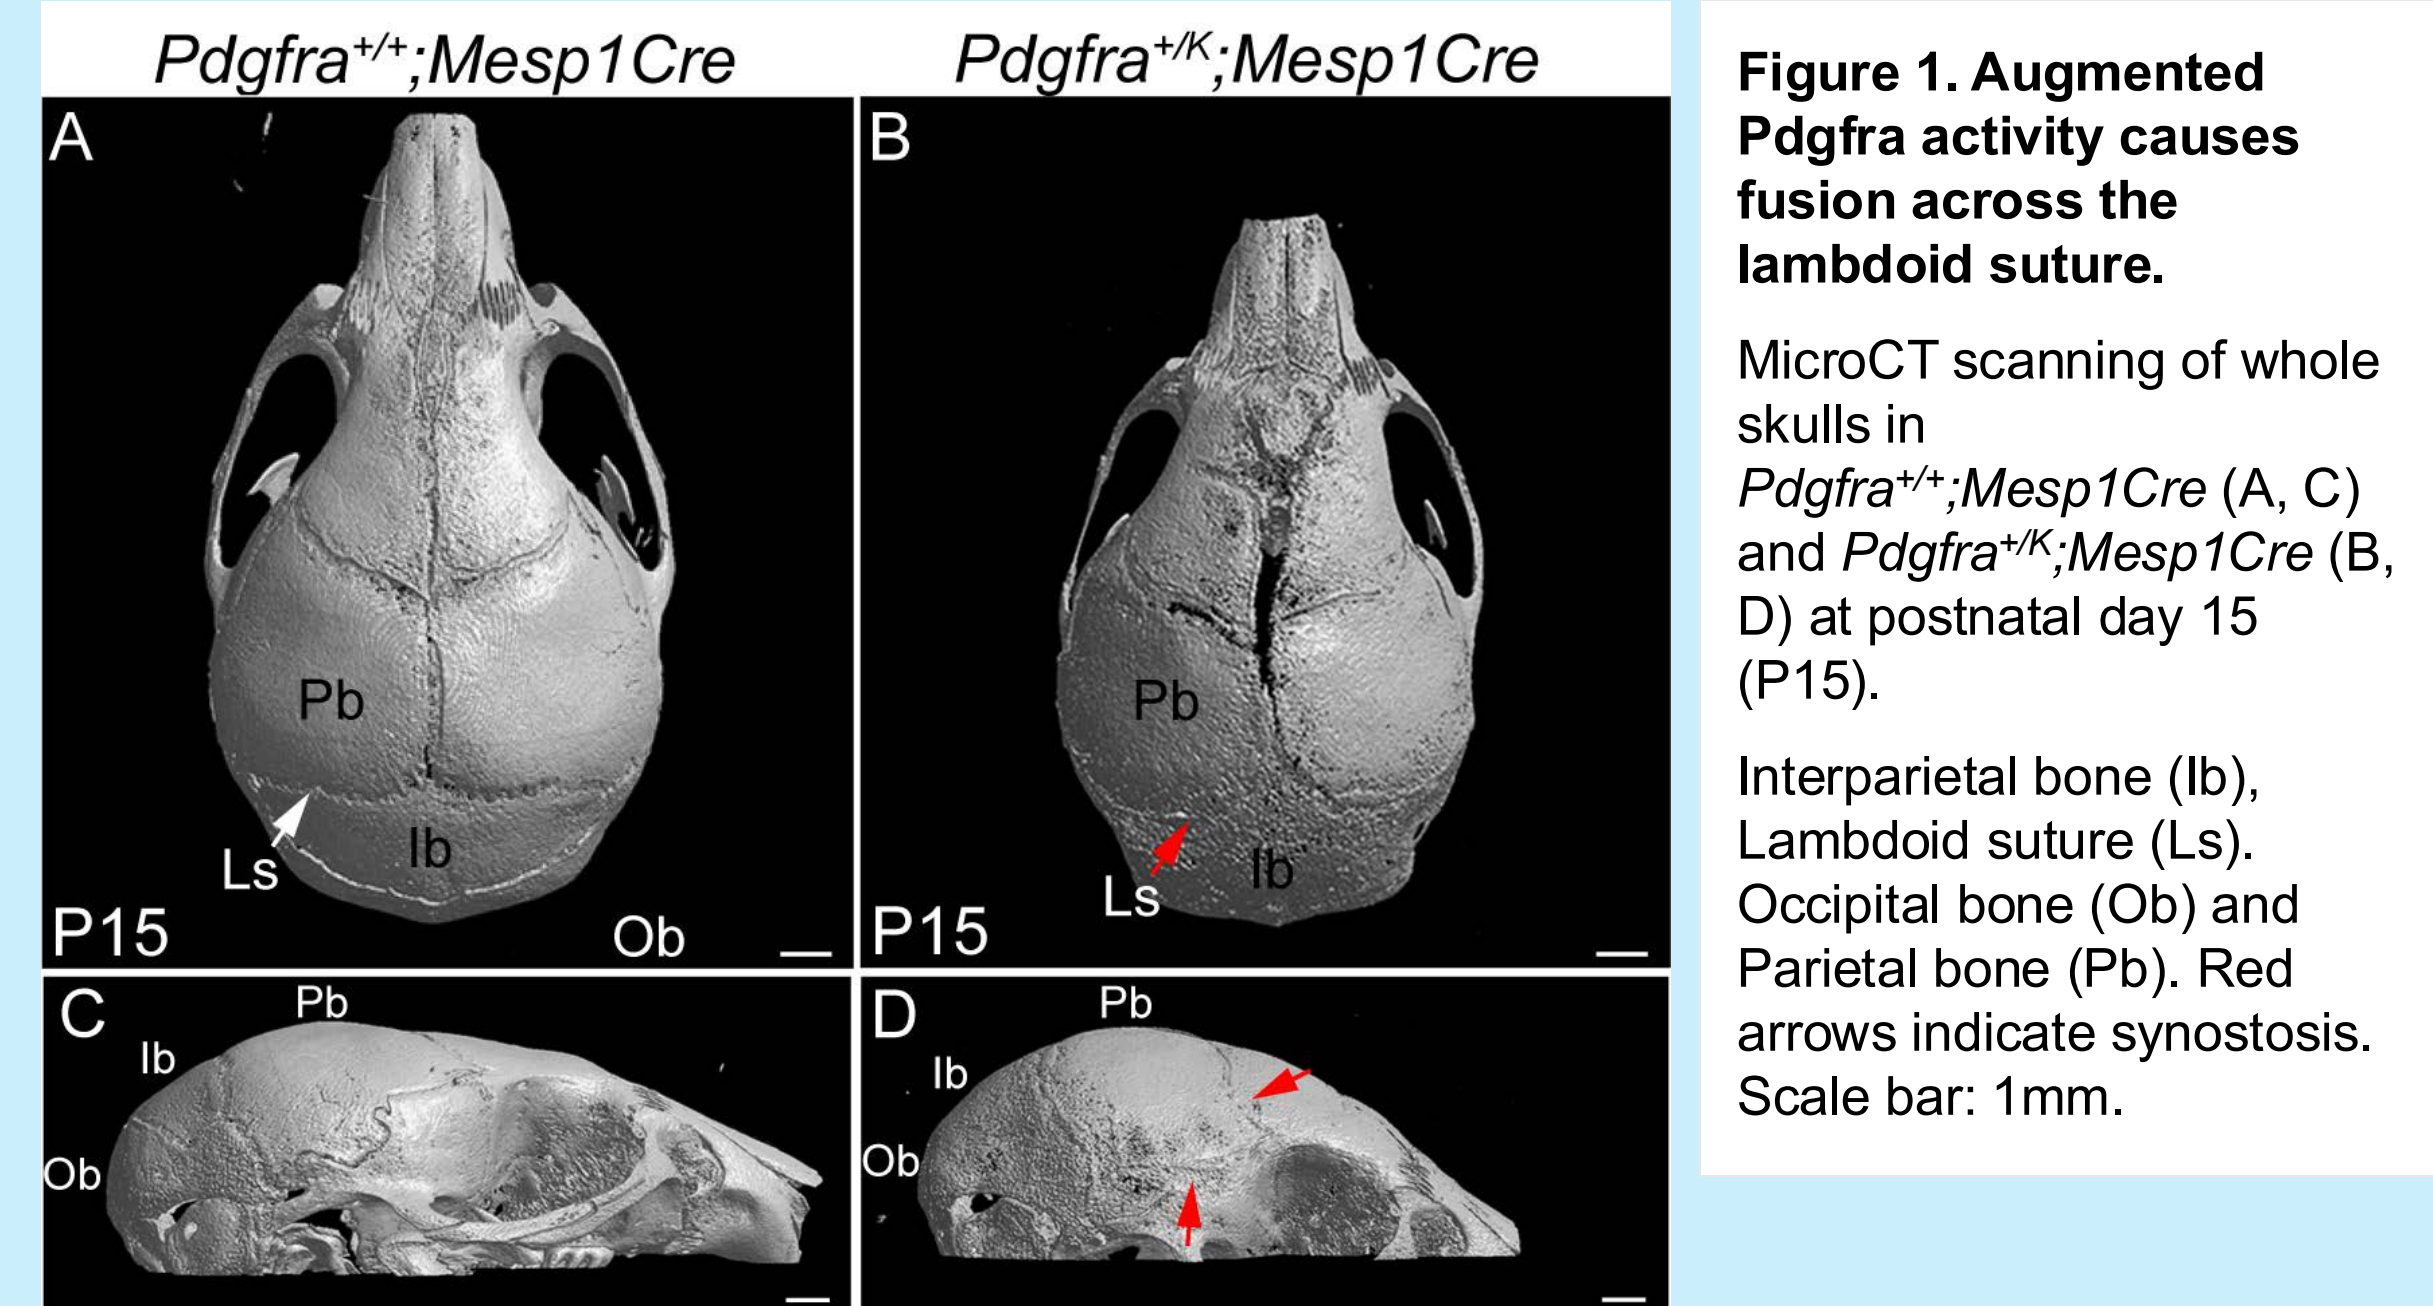 Pdgfra+/+;Mesp1Cre
Pdgfra+/K;Mesp1Cre
A
Pb
Ls
Ib
P15
Ob
B
Pb
Ls
Ib
P15
C
Pb
Ib
Ob
D
Pb
Ib
Ob
Figure 1. Augmented
Pdgfra activity causes
fusion across the
lambdoid suture.
MicroCT scanning of whole
skulls in
Pdgfra+/+;Mesp1Cre (A, C)
and Pdgfra+/K;Mesp1Cre (B,
D) at postnatal day 15
(P15).
Interparietal bone (Ib),
Lambdoid suture (Ls).
Occipital bone (Ob) and
Parietal bone (Pb). Red
arrows indicate synostosis.
Scale bar: 1mm.